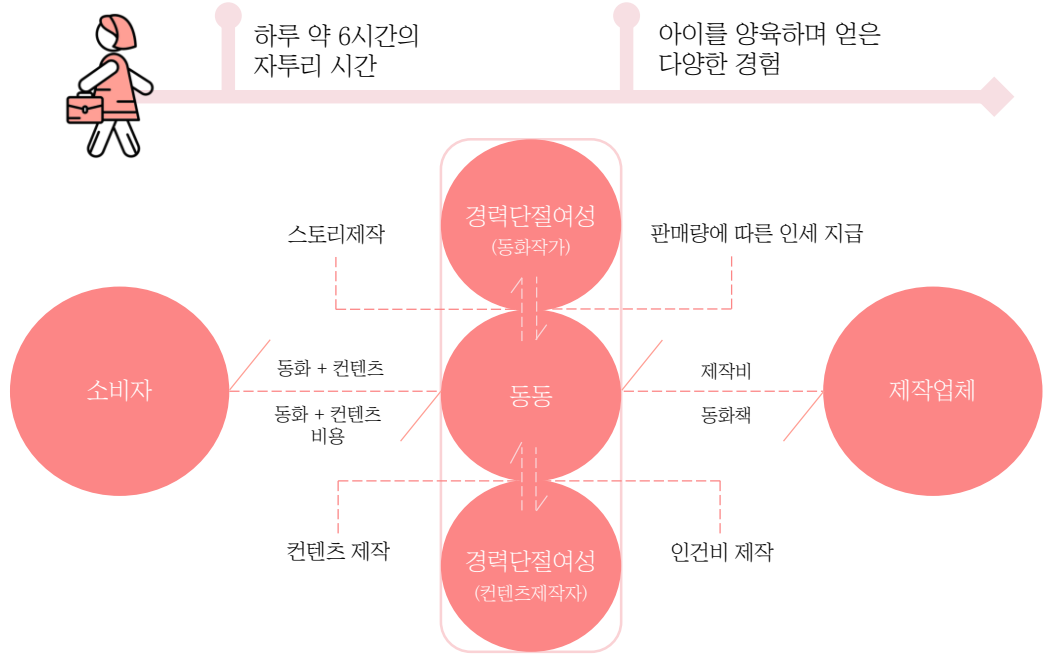 하루 약 6시간의
자투리 시간
아이를 양육하며 얻은
다양한 경험
경력단절여성
(동화작가)
스토리제작
판매량에 따른 인세 지급
소비자
동화 + 컨텐츠
동화 + 컨텐츠
비용
동동
제작비
동화책
제작업체
컨텐츠 제작
인건비 제작
경력단절여성
(컨텐츠제작자)